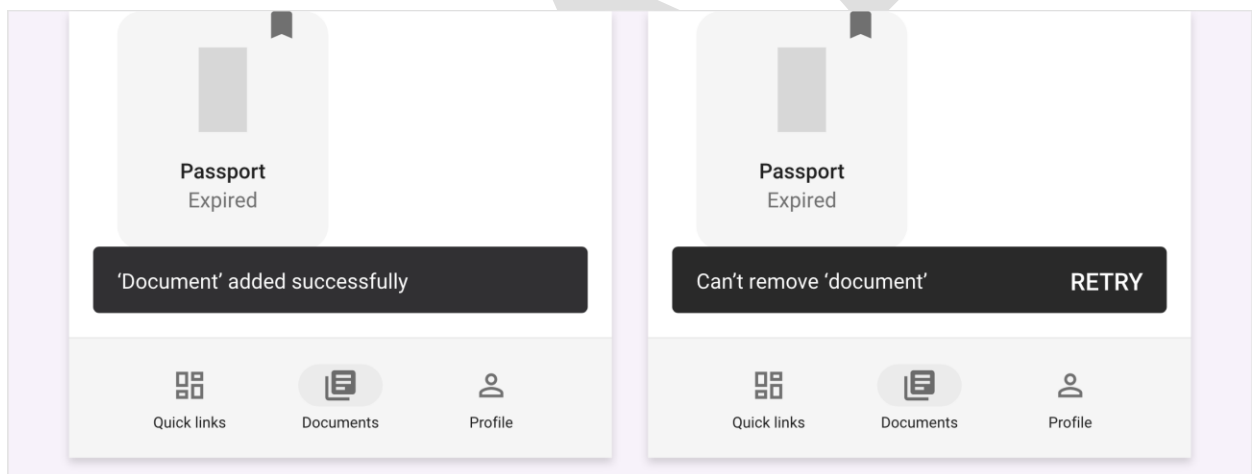 Passport
Expired
‘Document’ added successfully
Quick links
Documents
Profile
Passport
Expired
Can’t remove ‘document’
RETRY
Quick links
Documents
Profile